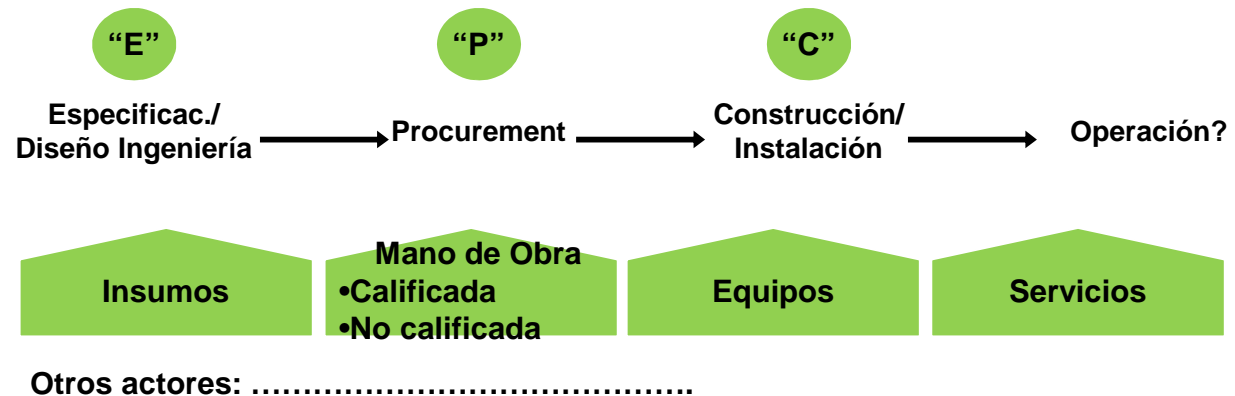 “E”
“P”
“C”
Especificac./
Diseño Ingeniería
Procurement
Construcción/
Instalación
Operación?
Insumos
Mano de Obra
•Calificada
•No calificada
Equipos
Servicios
Otros actores: …………………………………….